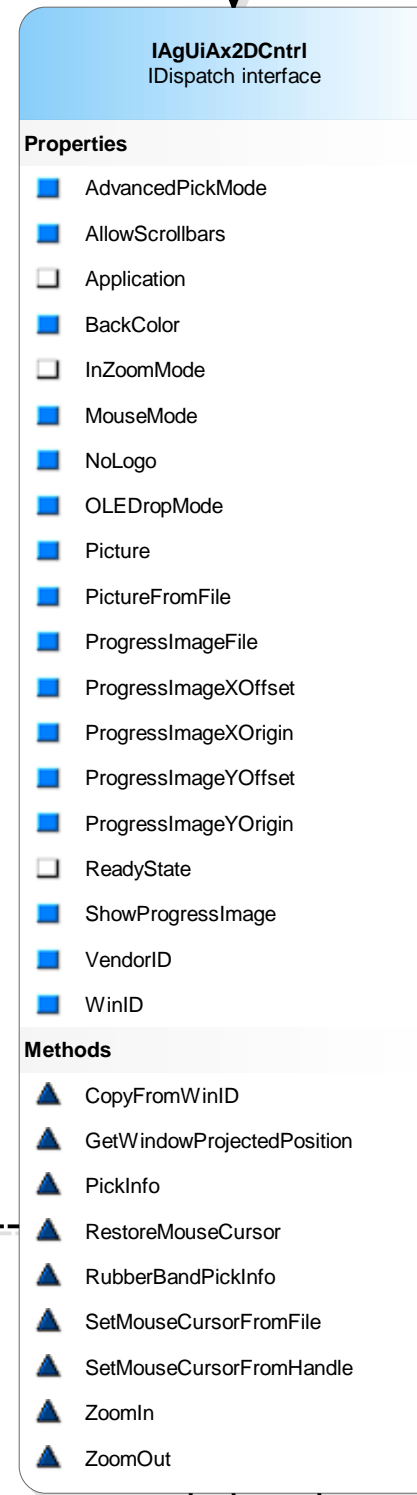 IAgUiAx2DCntrl
IDispatch interface
Properties
AdvancedPickMode
AllowScrollbars
Application
BackColor
InZoomMode
MouseMode
NoLogo
OLEDropMode
Picture
PictureFromFile
ProgressImageFile
ProgressImageXOffset
ProgressImageXOrigin
ProgressImageYOffset
ProgressImageYOrigin
ReadyState
ShowProgressImage
VendorID
WinID
Methods
CopyFromWinID
GetWindowProjectedPosition
PickInfo
RestoreMouseCursor
RubberBandPickInfo
SetMouseCursorFromFile
SetMouseCursorFromHandle
ZoomIn
ZoomOut